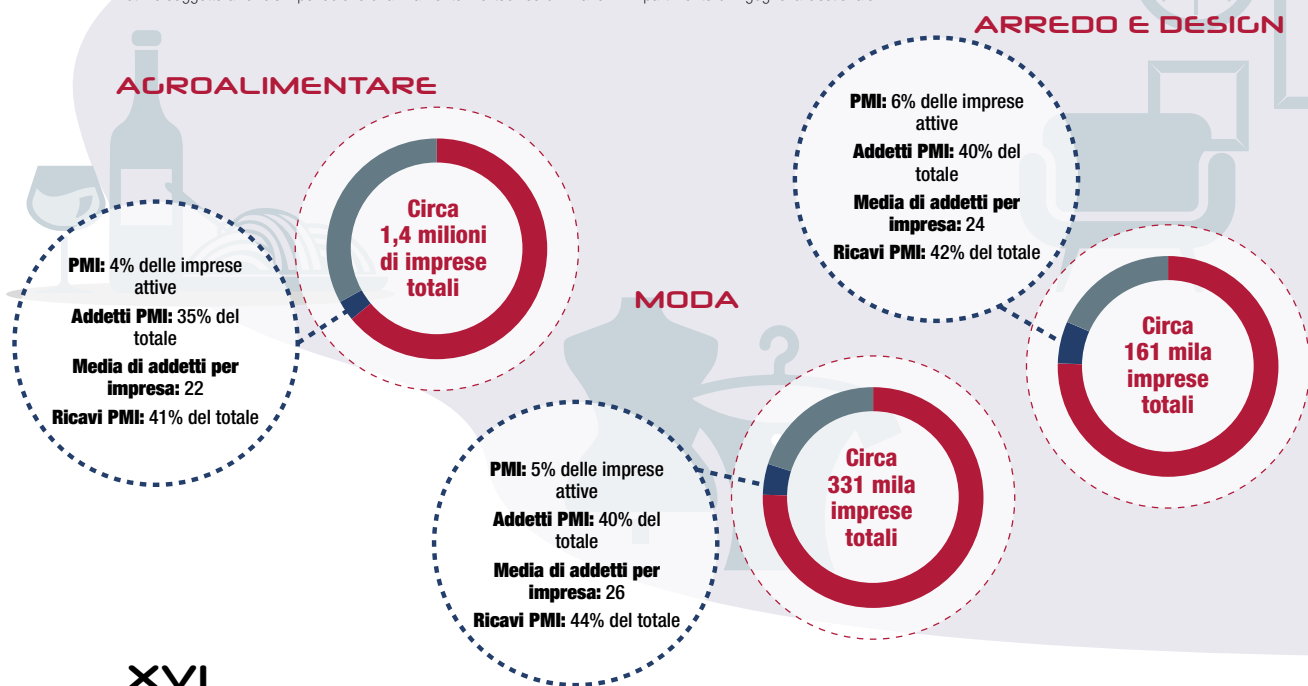 ARREDO E DESIGN
PMI: 6% delle imprese
attive
Addetti PMI: 40% del
totale
Media di addetti per
impresa: 24
Ricavi PMI: 42% del totale
Circa
161 mila
imprese
totali
AGROALIMENTARE
Circa
1,4 milioni
di imprese
totali
PMI: 4% delle imprese
attive
Addetti PMI: 35% del
totale
Media di addetti per
impresa: 22
Ricavi PMI: 41% del totale
MODA
Circa
331 mila
imprese
totali
PMI: 5% delle imprese
attive
Addetti PMI: 40% del
totale
Media di addetti per
impresa: 26
Ricavi PMI: 44% del totale
XVI